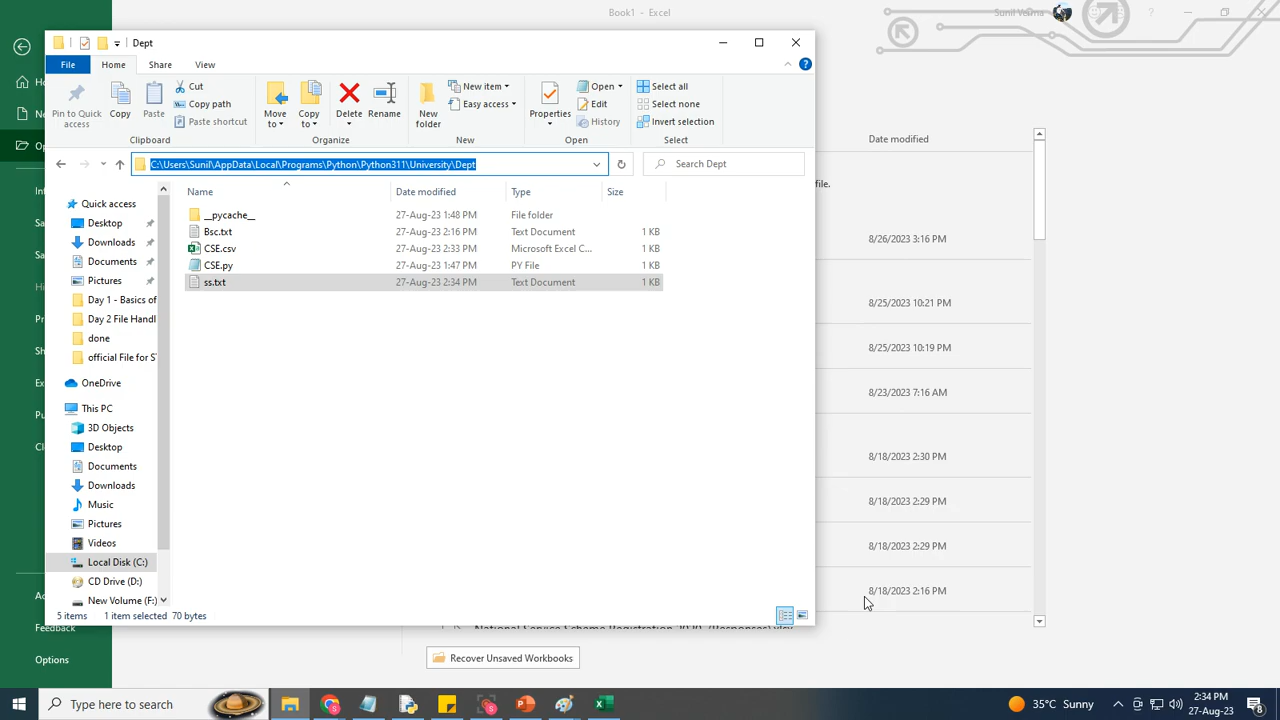 Book1 - Excel
Sunil Verma
Dept
File
Home
Share
View
Pin to Quick access
Copy
Paste
Cut
Copy path
Paste shortcut
Clipboard
Move to
Copy to
Delete
Rename
Organize
New folder
New item
Easy access
New
Properties
Open
Edit
History
Open
Select all
Select none
Invert selection
Select
C:\Users\Sunil\AppData\Local\Programs\Python\Python311\University\Dept
Search Dept
Name
Date modified
Type
Size
__pycache__ 27-Aug-23 1:48 PM File folder
Bsc.txt 27-Aug-23 2:16 PM Text Document 1 KB
CSE.csv 27-Aug-23 2:33 PM Microsoft Excel C... 1 KB
CSE.py 27-Aug-23 1:47 PM PY File 1 KB
ss.txt 27-Aug-23 2:34 PM Text Document 1 KB
Quick access
Desktop
Downloads
Documents
Pictures
Day 1 - Basics of
Day 2 File Handl
done
official File for S
OneDrive
This PC
3D Objects
Desktop
Documents
Downloads
Music
Pictures
Videos
Local Disk (C:)
CD Drive (D:)
New Volume (F:)
5 items
1 item selected 70 bytes
Date modified
file.
8/26/2023 3:16 PM
8/25/2023 10:21 PM
8/25/2023 10:19 PM
8/23/2023 7:16 AM
8/18/2023 2:30 PM
8/18/2023 2:29 PM
8/18/2023 2:29 PM
8/18/2023 2:16 PM
Recover Unsaved Workbooks
Feedback
Options
Type here to search
35°C Sunny
2:34 PM
27-Aug-23
8